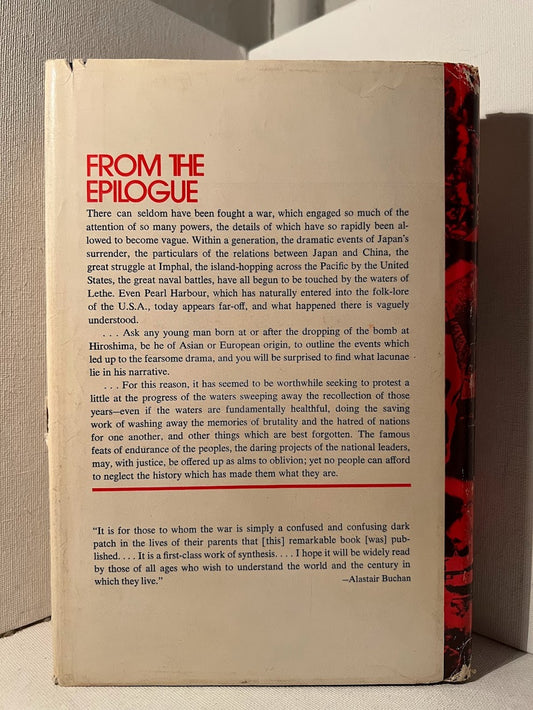 FROM THE
EPILOGUE
There can seldom have been fought a war, which engaged so much of the
attention of so many powers, the details of which have so rapidly been al-
lowed to become vague. Within a generation, the dramatic events of Japan's
surrender, the particulars of the relations between Japan and China, the
great struggle at Imphal, the island-hopping across the Pacific by the United
States, the great naval battles, have all begun to be touched by the waters of
Lethe. Even Pearl Harbour, which has naturally entered into the folk-lore
of the U.S.A., today appears far-off, and what happened there is vaguely
understood.
. . . Ask any young man born at or after the dropping of the bomb at
Hiroshima, be he of Asian or European origin, to outline the events which
led up to the fearsome drama, and you will be surprised to find what lacunae
lie in his narrative.
. . . For this reason, it has seemed to be worthwhile seeking to protest a
little at the progress of the waters sweeping away the recollection of those
years—even if the waters are fundamentally healthful, doing the saving
work of washing away the memories of brutality and the hatred of nations
for one another, and other things which are best forgotten. The famous
feats of endurance of the peoples, the daring projects of the national leaders,
may, with justice, be offered up as alms to oblivion; yet no people can afford
to neglect the history which has made them what they are.
"It is for those to whom the war is simply a confused and confusing dark
patch in the lives of their parents that [this] remarkable book [was] pub-
lished. . . . It is a first-class work of synthesis. . . . I hope it will be widely read
by those of all ages who wish to understand the world and the century in
which they live."
—Alastair Buchan